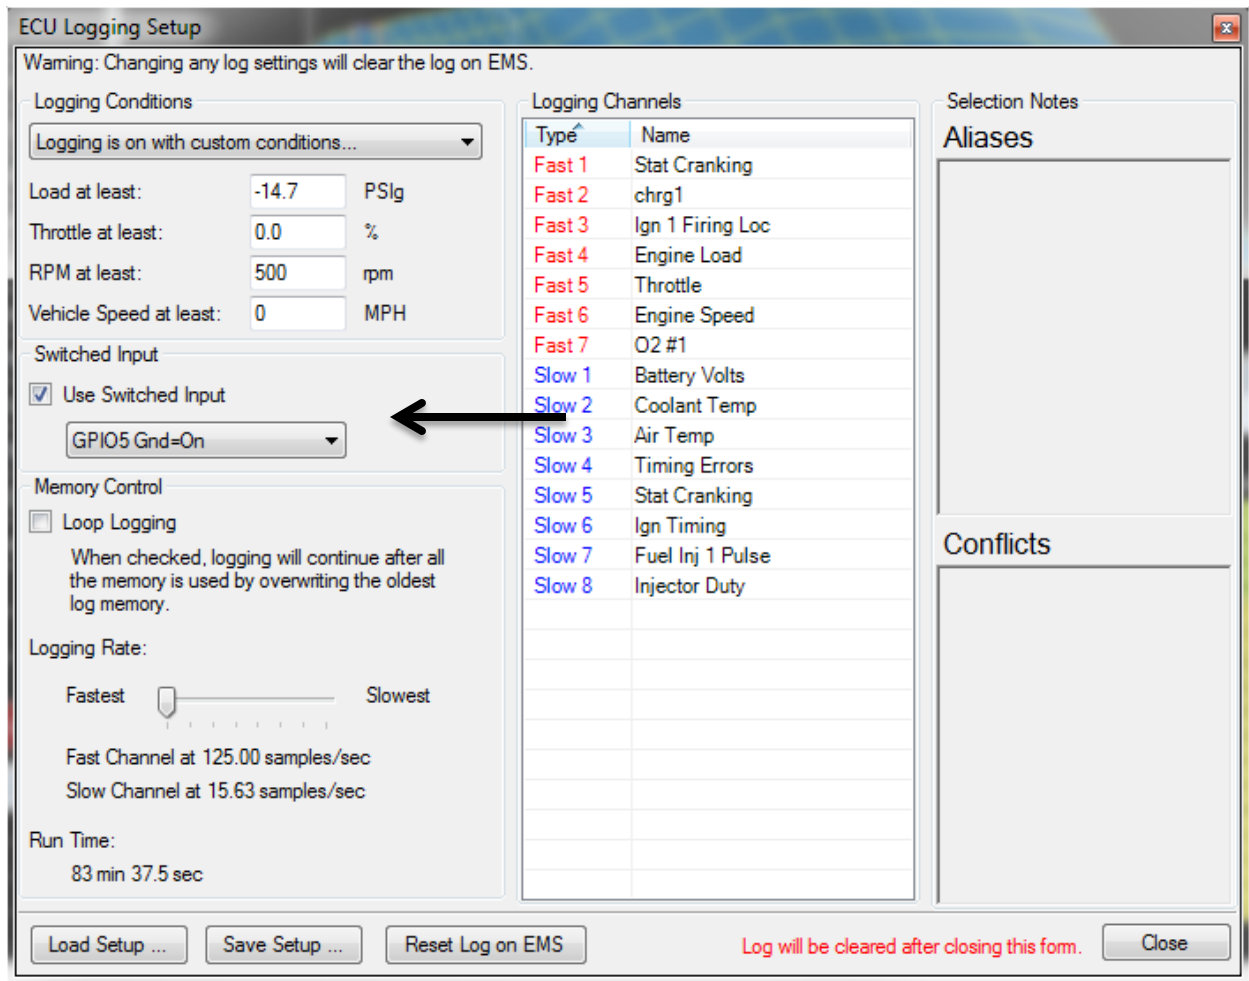 ECU Logging Setup
Warning: Changing any log settings will clear the log on EMS.
Logging Conditions
Logging is on with custom conditions...
Load at least: -14.7 PSIg
Throttle at least: 0.0 %
RPM at least: 500 rpm
Vehicle Speed at least: 0 MPH
Switched Input
Use Switched Input
GPIO5 Gnd=On
Memory Control
Loop Logging
When checked, logging will continue after all
the memory is used by overwriting the oldest
log memory.
Logging Rate:
Fastest Slowest
Fast Channel at 125.00 samples/sec
Slow Channel at 15.63 samples/sec
Run Time:
83 min 37.5 sec
Logging Channels
Type Name
Fast 1 Stat Cranking
Fast 2 chrg1
Fast 3 Ign 1 Firing Loc
Fast 4 Engine Load
Fast 5 Throttle
Fast 6 Engine Speed
Fast 7 O2 #1
Slow 1 Battery Volts
Slow 2 Coolant Temp
Slow 3 Air Temp
Slow 4 Timing Errors
Slow 5 Stat Cranking
Slow 6 Ign Timing
Slow 7 Fuel Inj 1 Pulse
Slow 8 Injector Duty
Selection Notes
Aliases
Conflicts
Load Setup ... Save Setup ... Reset Log on EMS Log will be cleared after closing this form. Close